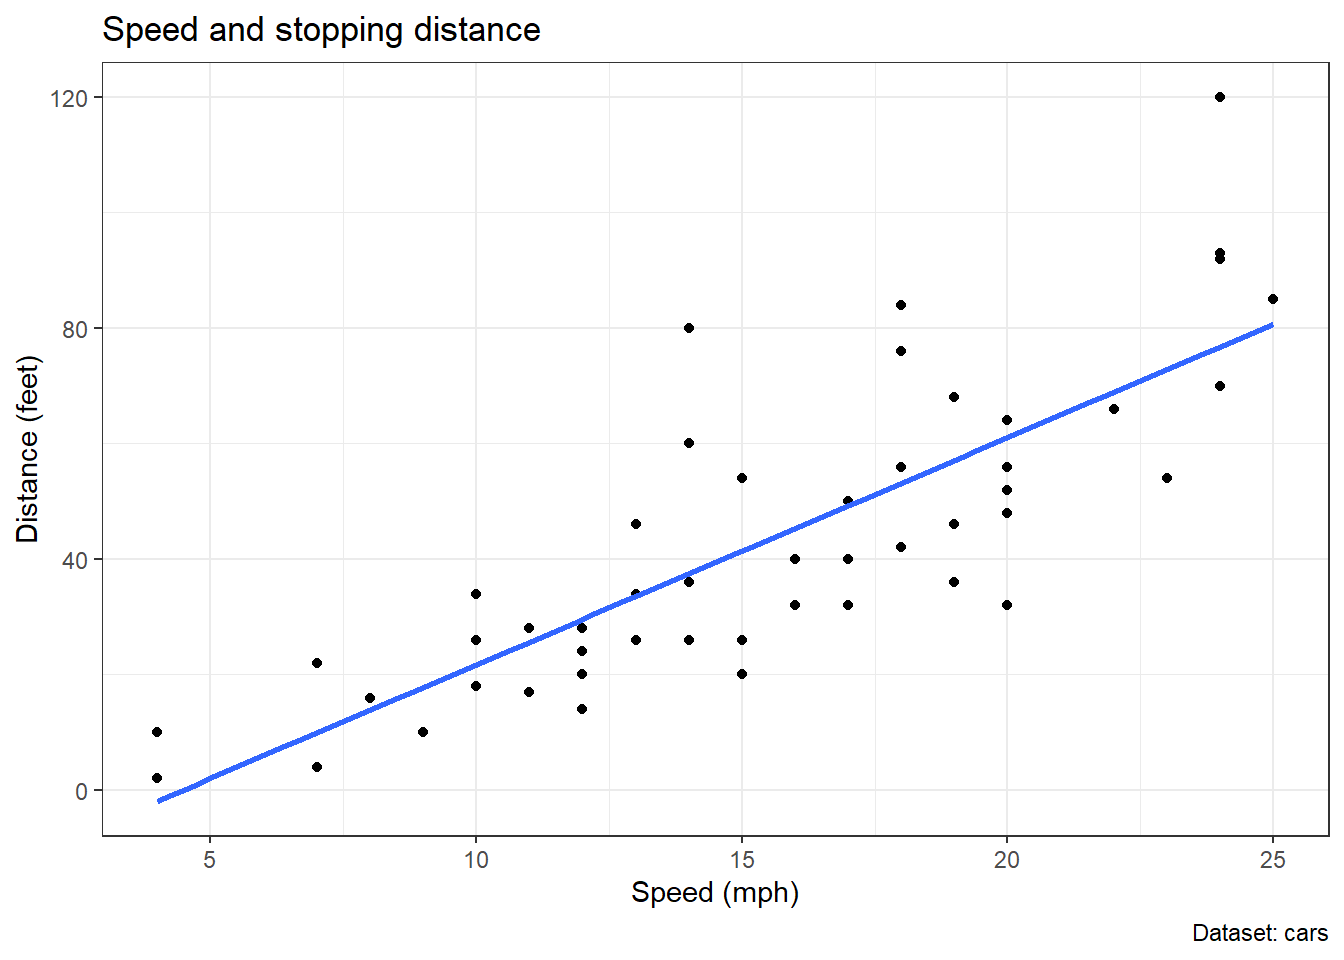 Speed and stopping distance
120
80
40
0
Distance (feet)
5 10 15 20 25
Speed (mph)
Dataset: cars